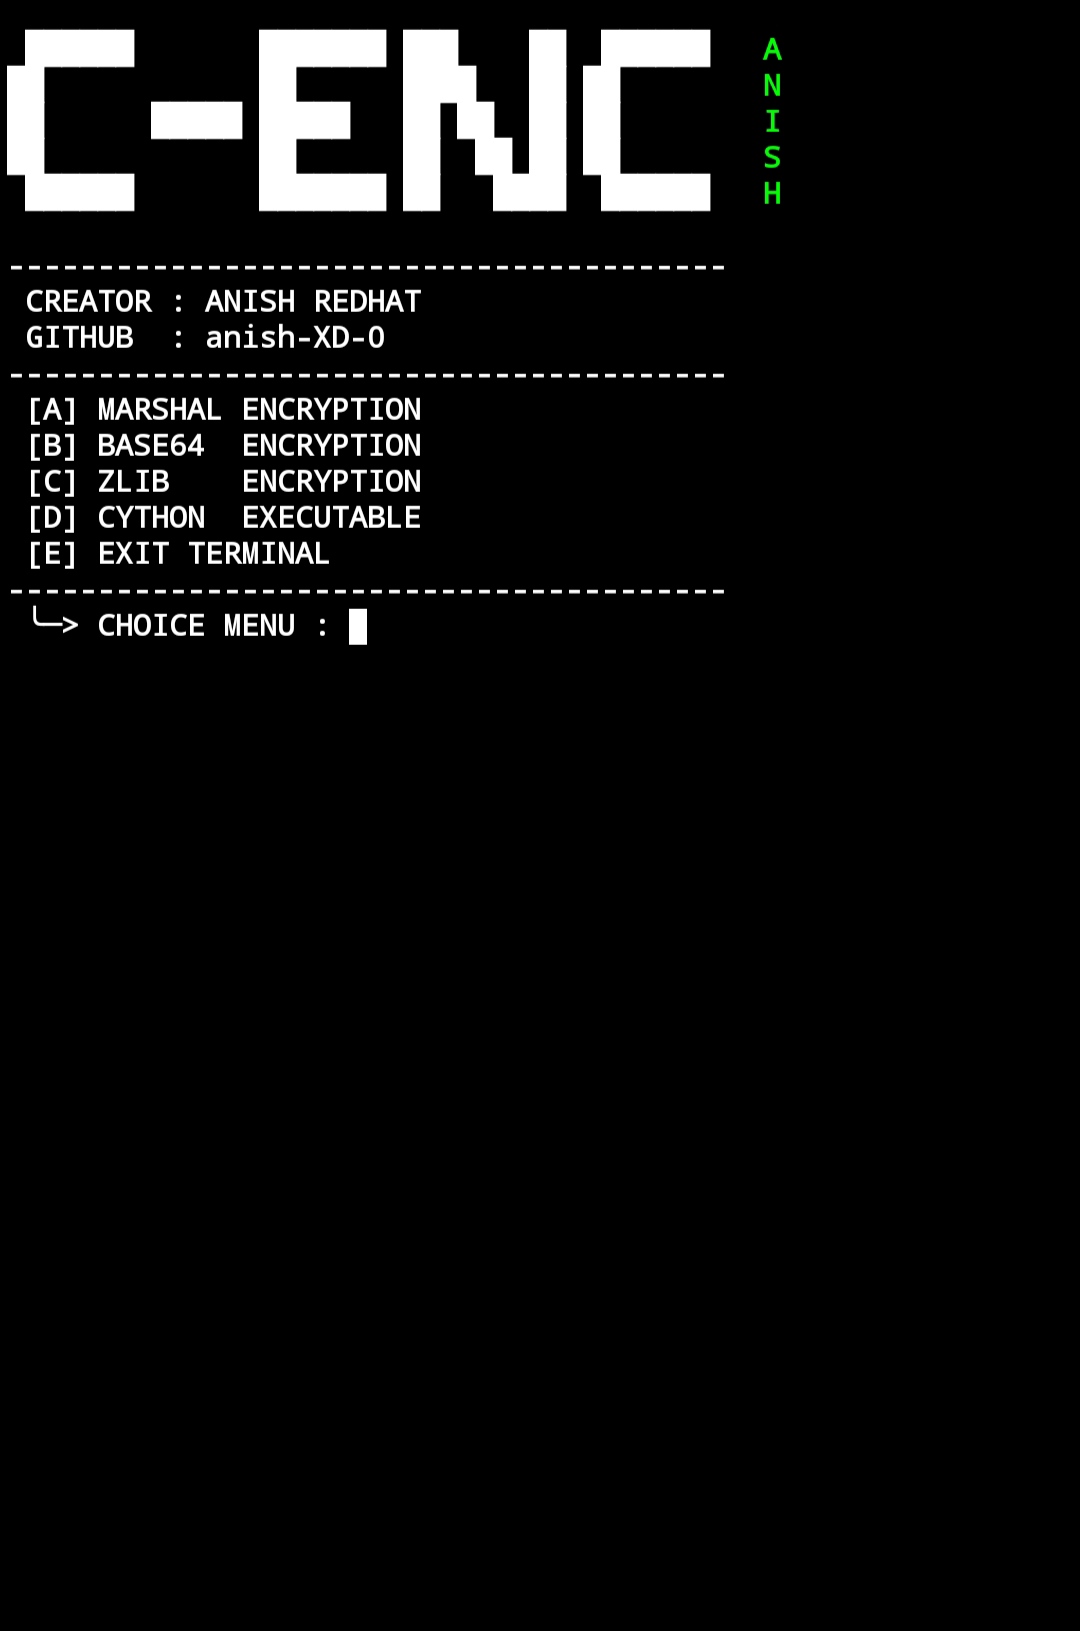 C-ENC
A
N
I
S
H
---------------------------------------
CREATOR : ANISH REDHAT
GITHUB  : anish-XD-O
---------------------------------------
[A] MARSHAL ENCRYPTION
[B] BASE64  ENCRYPTION
[C] ZLIB    ENCRYPTION
[D] CYTHON  EXECUTABLE
[E] EXIT TERMINAL
---------------------------------------
╰─> CHOICE MENU :